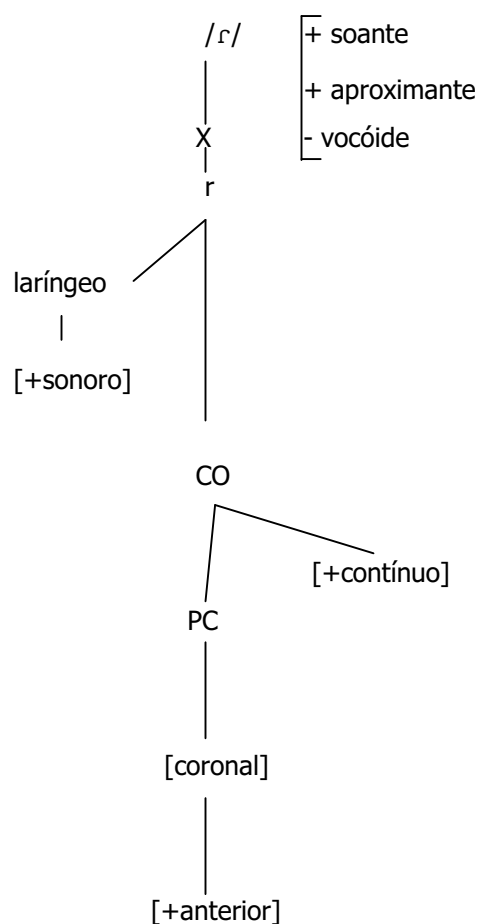 /ɾ/ + soante
+ aproximante
X - vocóide
r
laríngeo
[+sonoro]
CO
[+contínuo]
PC
[coronal]
[+anterior]